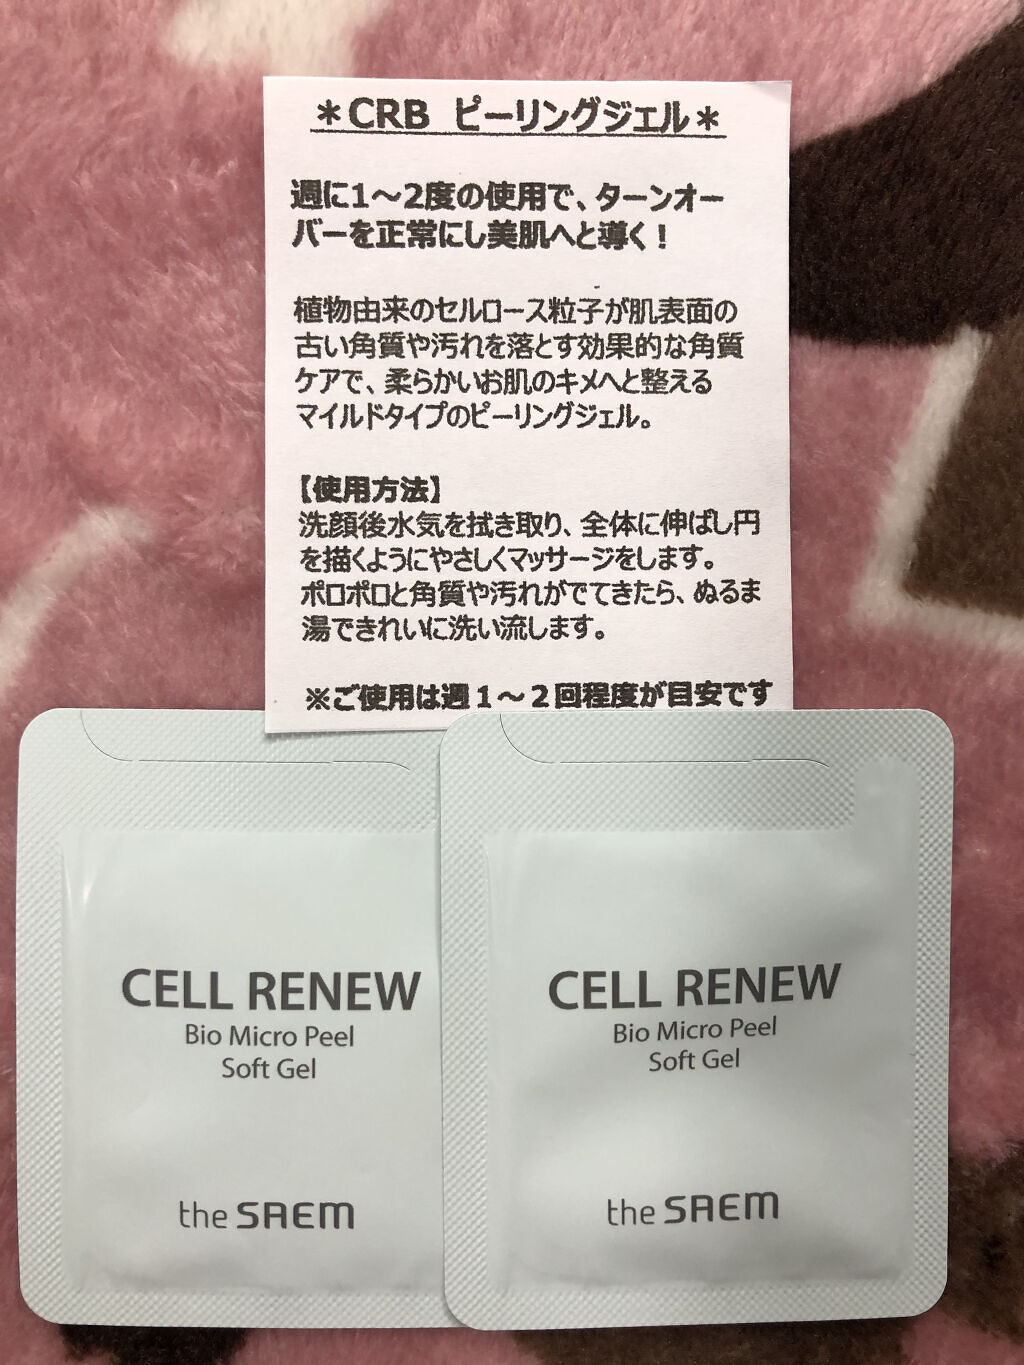 ＊CRB ピーリングジェル＊
週に1～2度の使用で、ターンオー
バーを正常にし美肌へと導く！
植物由来のセルロース粒子が肌表面の
古い角質や汚れを落とす効果的な角質
ケアで、柔らかいお肌のキメへと整える
マイルドタイプのピーリングジェル。
【使用方法】
洗顔後水気を拭き取り、全体に伸ばし円
を描くようにやさしくマッサージをします。
ポロポロと角質や汚れがでてきたら、ぬるま
湯できれいに洗い流します。
※ご使用は週１～２回程度が目安です
CELL RENEW
Bio Micro Peel
Soft Gel
the SAEM
CELL RENEW
Bio Micro Peel
Soft Gel
the SAEM